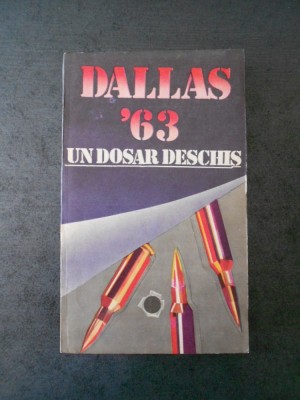 DALLAS
'63
UN DOSAR DESCHIS